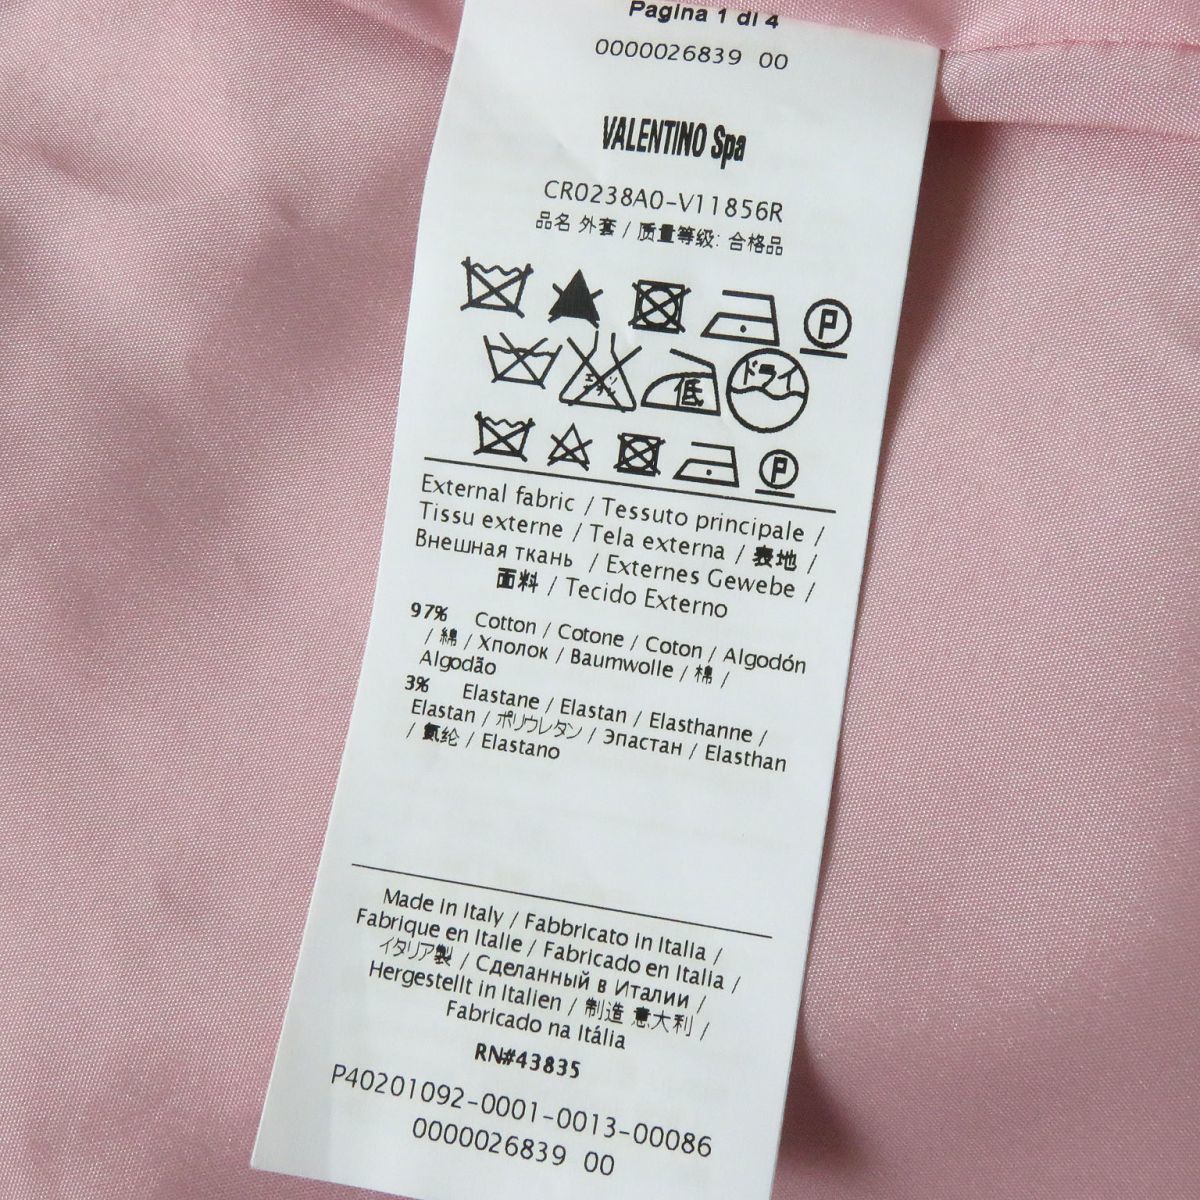 Pagina 1 di 4
0000026839 00
VALENTINO Spa
CR0238A0-V11856R
品名 外套 / 质量等级: 合格品
P
エンソ
低
ドライ
P
External fabric / Tessuto principale /
Tissu externe / Tela externa / 表地 /
Внешная ткань / Externes Gewebe /
面料 / Tecido Externo
97% Cotton / Cotone / Coton / Algodón
/ 綿 / Хполок / Baumwolle / 棉 /
Algodão
3% Elastane / Elastan / Elasthanne /
Elastan / ポリウレタン / Эпастан / Elasthan
/ 氨纶 / Elastano
Made in Italy / Fabbricato in Italia /
Fabrique en Italie / Fabricado en Italia /
イタリア製 / Сделанный в Италии /
Hergestellt in Italien / 制造 意大利 /
Fabricado na Itália
RN#43835
P40201092-0001-0013-00086
0000026839 00